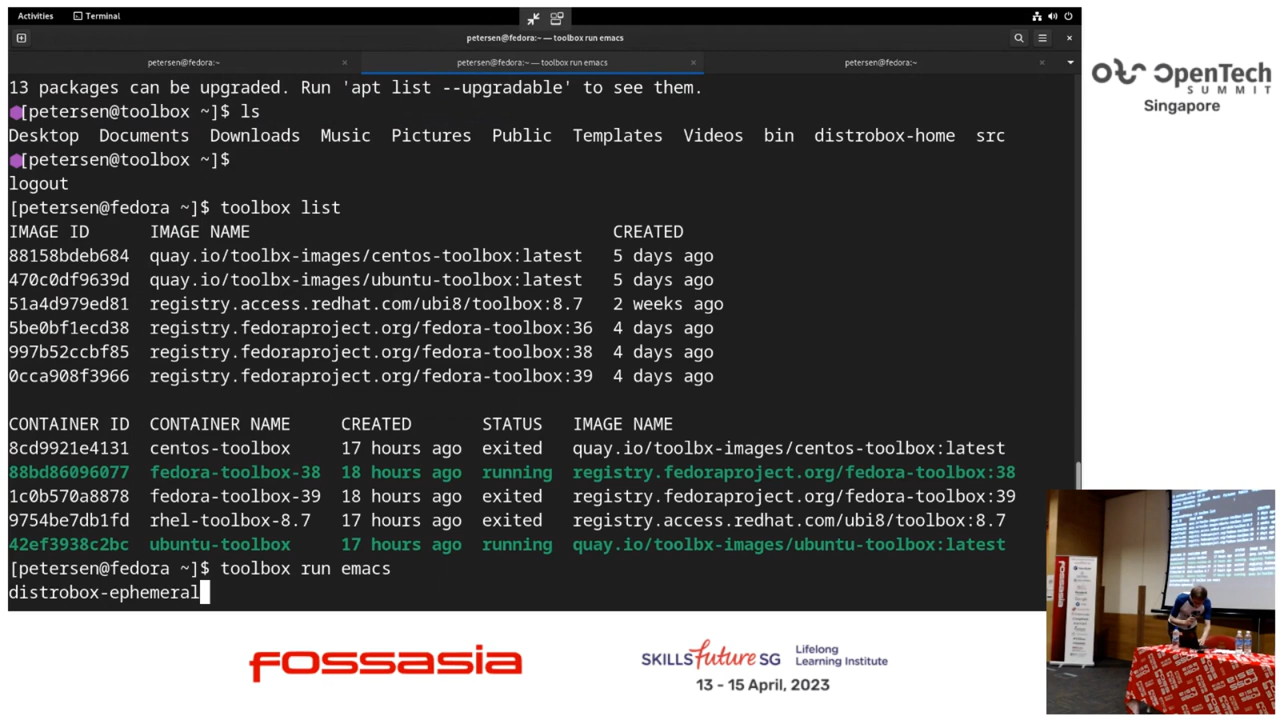 Activities
Terminal
petersen@fedora:~ — toolbox run emacs
petersen@fedora:~
petersen@fedora:~ — toolbox run emacs
petersen@fedora:~
13 packages can be upgraded. Run 'apt list --upgradable' to see them.
[petersen@toolbox ~]$ ls
Desktop Documents Downloads Music Pictures Public Templates Videos bin distrobox-home src
[petersen@toolbox ~]$
logout
[petersen@fedora ~]$ toolbox list
IMAGE ID IMAGE NAME CREATED
88158bdeb684 quay.io/toolbx-images/centos-toolbox:latest 5 days ago
470c0df9639d quay.io/toolbx-images/ubuntu-toolbox:latest 5 days ago
51a4d979ed81 registry.access.redhat.com/ubi8/toolbox:8.7 2 weeks ago
5be0bf1ecd38 registry.fedoraproject.org/fedora-toolbox:36 4 days ago
997b52ccbf85 registry.fedoraproject.org/fedora-toolbox:38 4 days ago
0cca908f3966 registry.fedoraproject.org/fedora-toolbox:39 4 days ago
CONTAINER ID CONTAINER NAME CREATED STATUS IMAGE NAME
8cd9921e4131 centos-toolbox 17 hours ago exited quay.io/toolbx-images/centos-toolbox:latest
88bd86096077 fedora-toolbox-38 18 hours ago running registry.fedoraproject.org/fedora-toolbox:38
1c0b570a8878 fedora-toolbox-39 18 hours ago exited registry.fedoraproject.org/fedora-toolbox:39
9754be7db1fd rhel-toolbox-8.7 17 hours ago exited registry.access.redhat.com/ubi8/toolbox:8.7
42ef3938c2bc ubuntu-toolbox 17 hours ago running quay.io/toolbx-images/ubuntu-toolbox:latest
[petersen@fedora ~]$ toolbox run emacs
distrobox-ephemeral
OpenTech
SUMMIT
Singapore
FOSSASIA
FOSSASIA
SKILLSfuture SG
Lifelong
Learning Institute
13 - 15 April, 2023